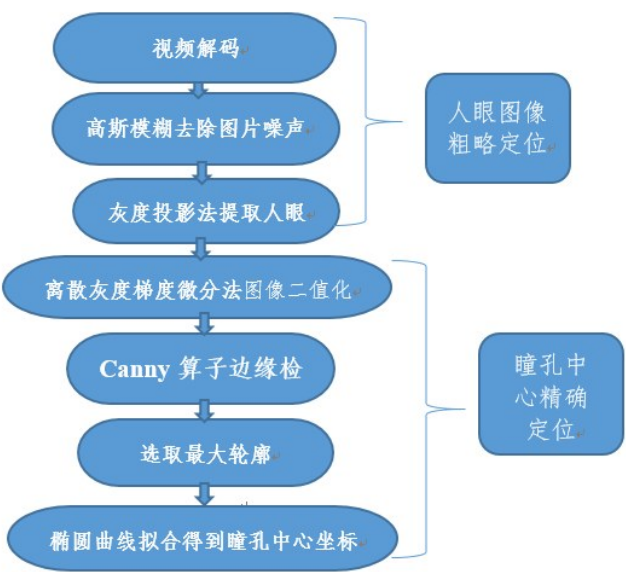 视频解码
高斯模糊去除图片噪声
灰度投影法提取人眼
人眼图像
粗略定位
离散灰度梯度微分法图像二值化
Canny 算子边缘检
选取最大轮廓
椭圆曲线拟合得到瞳孔中心坐标
瞳孔中
心精确
定位